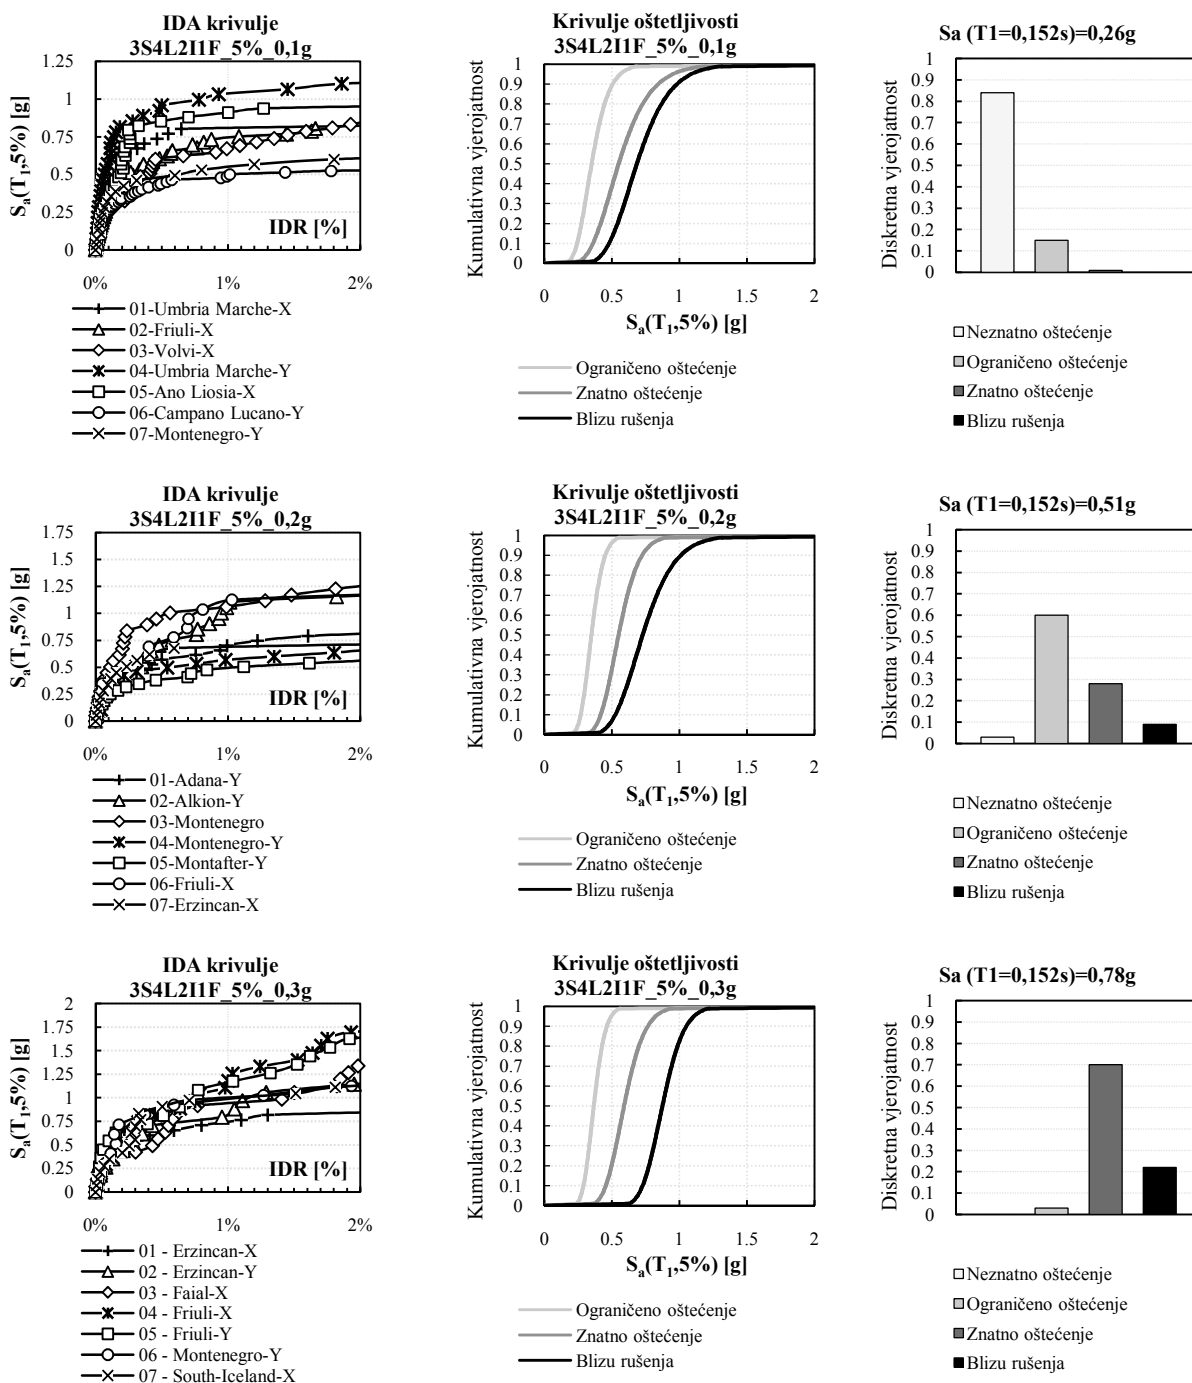 IDA krivulje
3S4L2I1F_5%_0,1g
Sa(T1,5%) [g]
1.25
1
0.75
0.5
0.25
0
IDR [%]
0% 1% 2%
01-Umbria Marche-X
02-Friuli-X
03-Volvi-X
04-Umbria Marche-Y
05-Ano Liosia-X
06-Campano Lucano-Y
07-Montenegro-Y
Krivulje oštetljivosti
3S4L2I1F_5%_0,1g
Kumulativna vjerojatnost
1
0.9
0.8
0.7
0.6
0.5
0.4
0.3
0.2
0.1
0
0 0.5 1 1.5 2
Sa(T1,5%) [g]
Ograničeno oštećenje
Znatno oštećenje
Blizu rušenja
Sa (T1=0,152s)=0,26g
Diskretna vjerojatnost
1
0.9
0.8
0.7
0.6
0.5
0.4
0.3
0.2
0.1
0
Neznatno oštećenje
Ograničeno oštećenje
Znatno oštećenje
Blizu rušenja
IDA krivulje
3S4L2I1F_5%_0,2g
Sa(T1,5%) [g]
1.75
1.5
1.25
1
0.75
0.5
0.25
0
IDR [%]
0% 1% 2%
01-Adana-Y
02-Alkion-Y
03-Montenegro
04-Montenegro-Y
05-Montafter-Y
06-Friuli-X
07-Erzincan-X
Krivulje oštetljivosti
3S4L2I1F_5%_0,2g
Kumulativna vjerojatnost
1
0.9
0.8
0.7
0.6
0.5
0.4
0.3
0.2
0.1
0
0 0.5 1 1.5 2
Sa(T1,5%) [g]
Ograničeno oštećenje
Znatno oštećenje
Blizu rušenja
Sa (T1=0,152s)=0,51g
Diskretna vjerojatnost
1
0.9
0.8
0.7
0.6
0.5
0.4
0.3
0.2
0.1
0
Neznatno oštećenje
Ograničeno oštećenje
Znatno oštećenje
Blizu rušenja
IDA krivulje
3S4L2I1F_5%_0,3g
Sa(T1,5%) [g]
2
1.75
1.5
1.25
1
0.75
0.5
0.25
0
IDR [%]
0% 1% 2%
01 - Erzincan-X
02 - Erzincan-Y
03 - Faial-X
04 - Friuli-X
05 - Friuli-Y
06 - Montenegro-Y
07 - South-Iceland-X
Krivulje oštetljivosti
3S4L2I1F_5%_0,3g
Kumulativna vjerojatnost
1
0.9
0.8
0.7
0.6
0.5
0.4
0.3
0.2
0.1
0
0 0.5 1 1.5 2
Sa(T1,5%) [g]
Ograničeno oštećenje
Znatno oštećenje
Blizu rušenja
Sa (T1=0,152s)=0,78g
Diskretna vjerojatnost
1
0.9
0.8
0.7
0.6
0.5
0.4
0.3
0.2
0.1
0
Neznatno oštećenje
Ograničeno oštećenje
Znatno oštećenje
Blizu rušenja